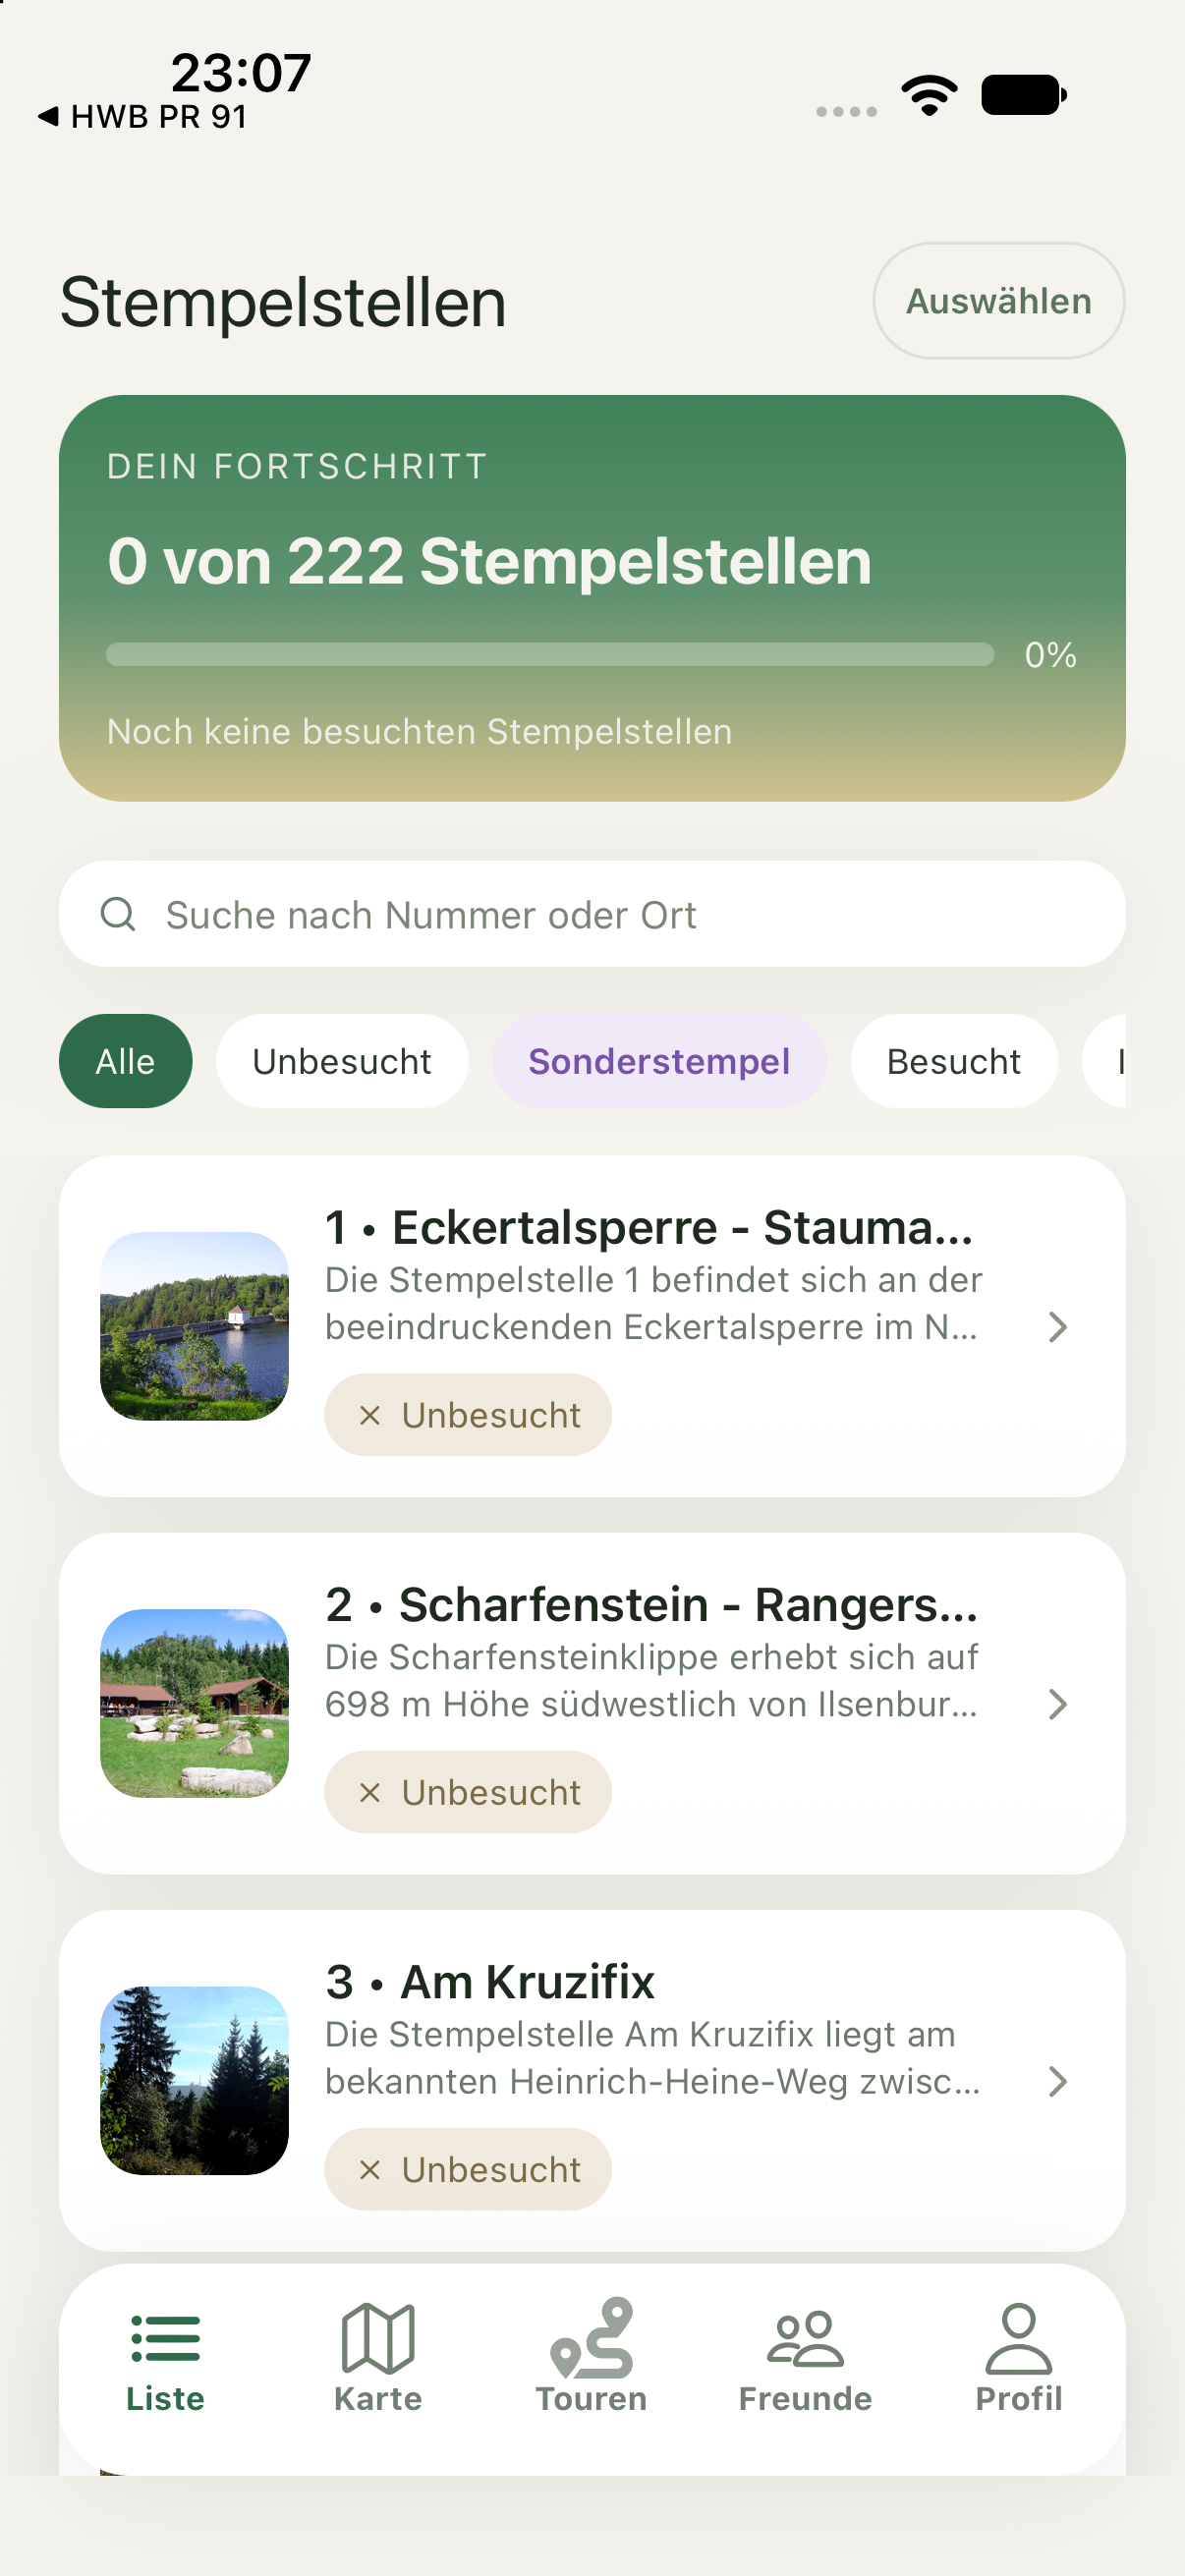 23:07
◀ HWB PR 91
Stempelstellen
Auswählen
DEIN FORTSCHRITT
0 von 222 Stempelstellen
0%
Noch keine besuchten Stempelstellen
Suche nach Nummer oder Ort
Alle
Unbesucht
Sonderstempel
Besucht
1 • Eckertalsperre - Stauma...
Die Stempelstelle 1 befindet sich an der
beeindruckenden Eckertalsperre im N...
× Unbesucht
2 • Scharfenstein - Rangers...
Die Scharfensteinklippe erhebt sich auf
698 m Höhe südwestlich von Ilsenbur...
× Unbesucht
3 • Am Kruzifix
Die Stempelstelle Am Kruzifix liegt am
bekannten Heinrich-Heine-Weg zwisc...
× Unbesucht
Liste
Karte
Touren
Freunde
Profil